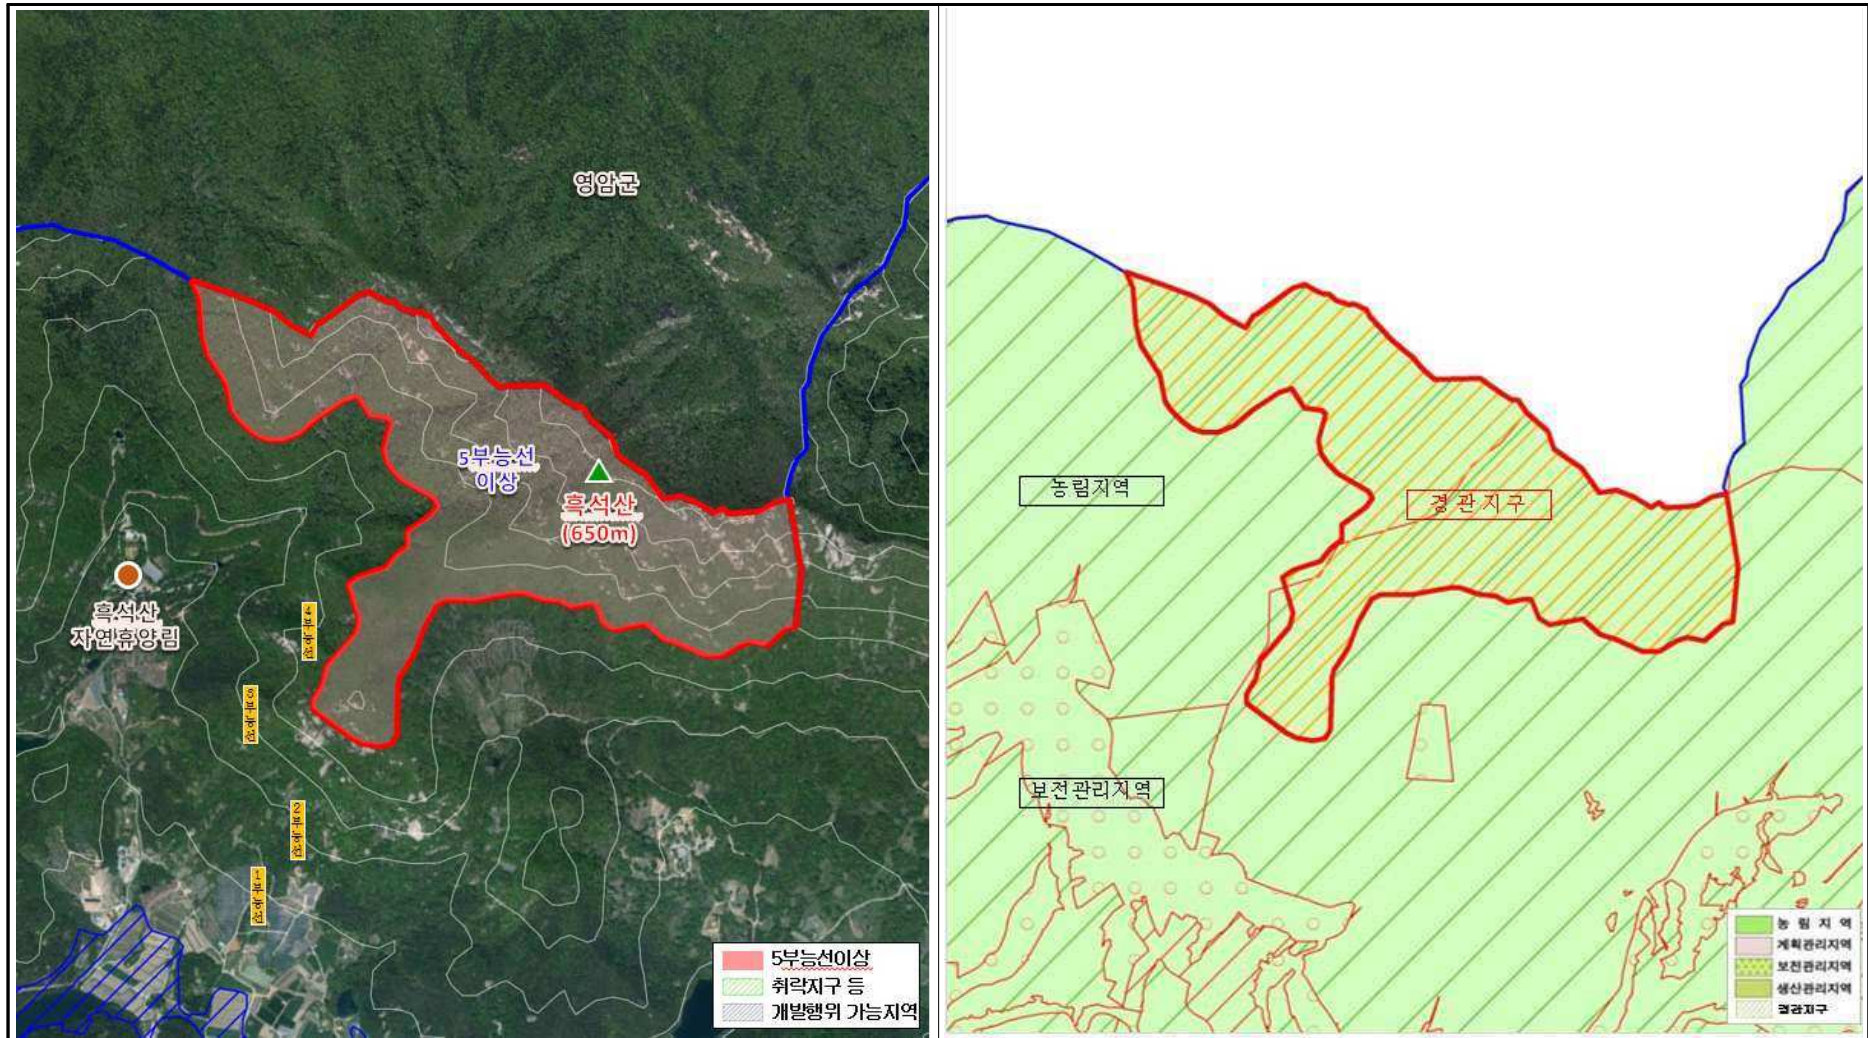 영암군
5부능선
이상
흑석산
(650m)
흑석산
자연휴양림
4부능선
3부능선
2부능선
1부능선
5부능선이상
취락지구 등
개발행위 가능지역
농림지역
경관지구
보전관리지역
농 림 지 역
계획관리지역
보전관리지역
생산관리지역
경관지구